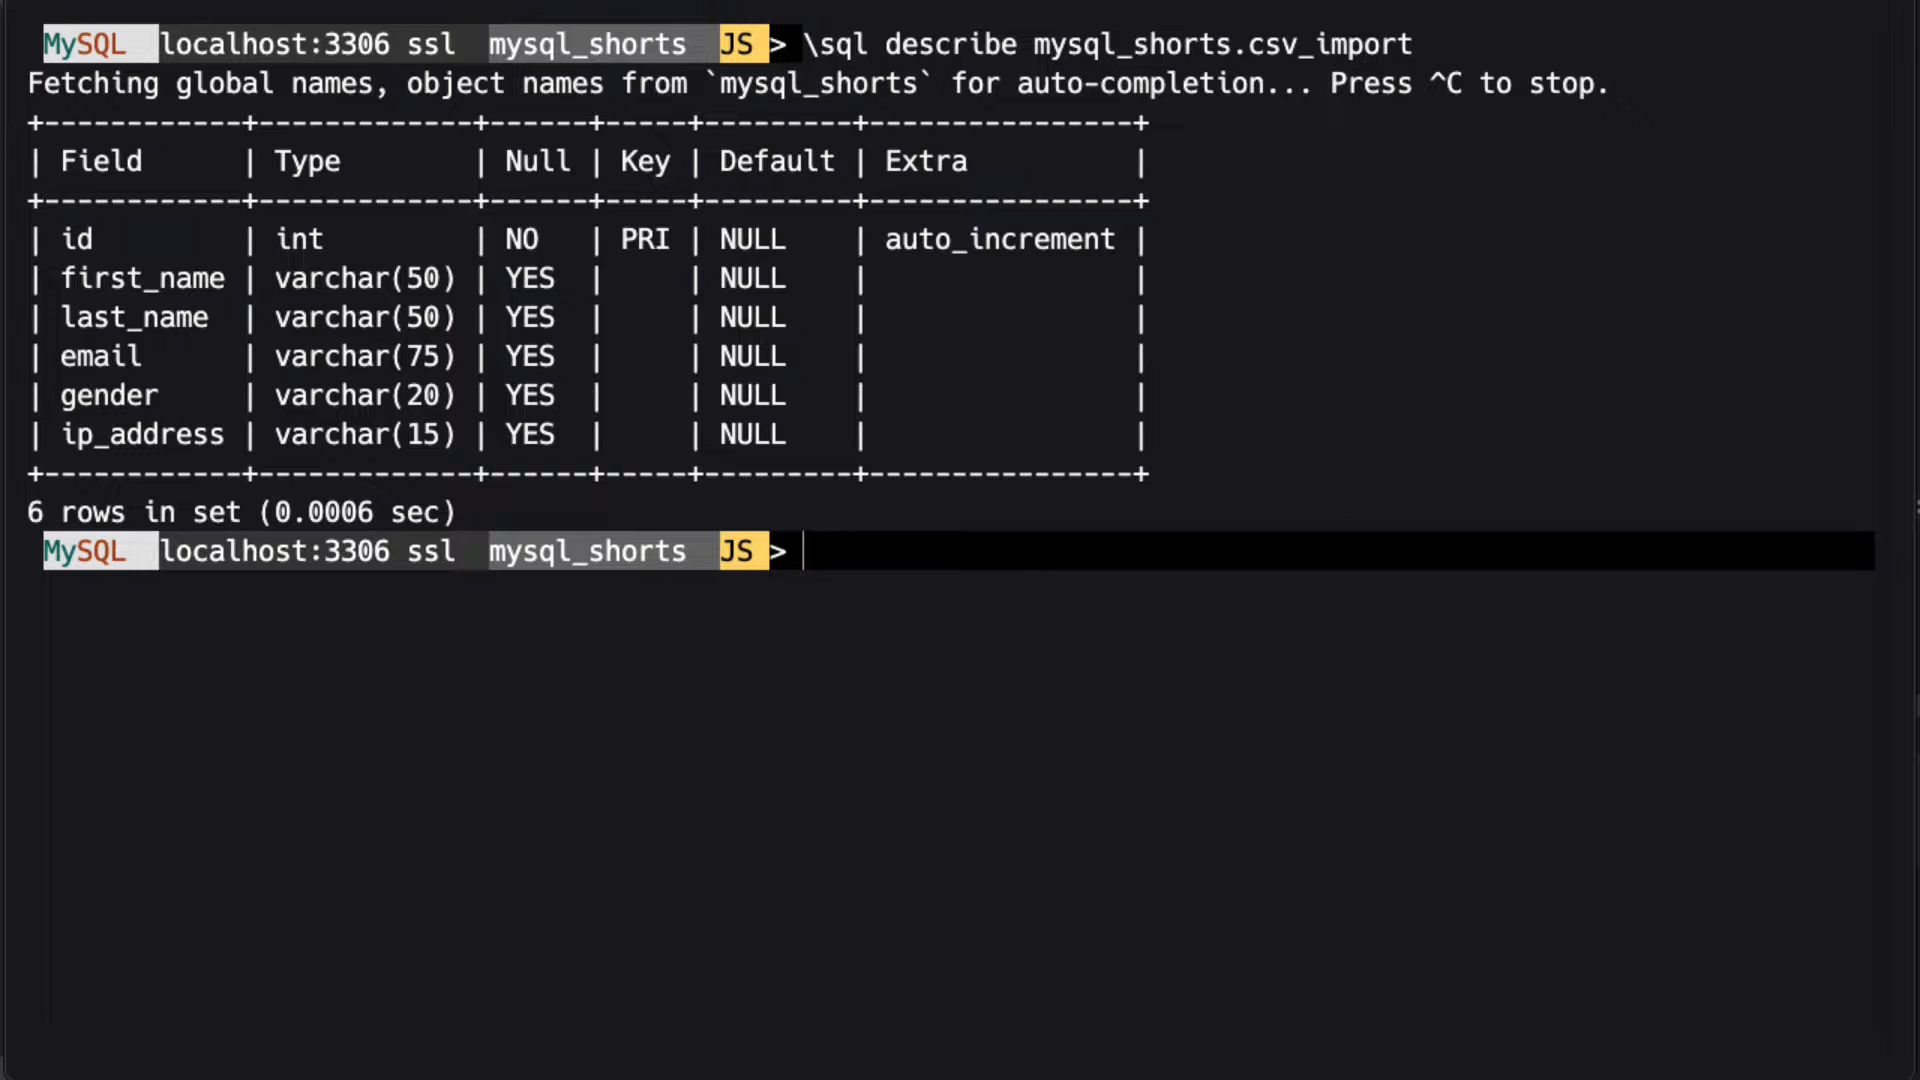 MySQL localhost:3306 ssl mysql_shorts JS > \sql describe mysql_shorts.csv_import
Fetching global names, object names from `mysql_shorts` for auto-completion... Press ^C to stop.
+------------+-------------+------+-----+---------+----------------+
| Field      | Type        | Null | Key | Default | Extra          |
+------------+-------------+------+-----+---------+----------------+
| id         | int         | NO   | PRI | NULL    | auto_increment |
| first_name | varchar(50) | YES  |     | NULL    |                |
| last_name  | varchar(50) | YES  |     | NULL    |                |
| email      | varchar(75) | YES  |     | NULL    |                |
| gender     | varchar(20) | YES  |     | NULL    |                |
| ip_address | varchar(15) | YES  |     | NULL    |                |
+------------+-------------+------+-----+---------+----------------+
6 rows in set (0.0006 sec)
MySQL localhost:3306 ssl mysql_shorts JS >